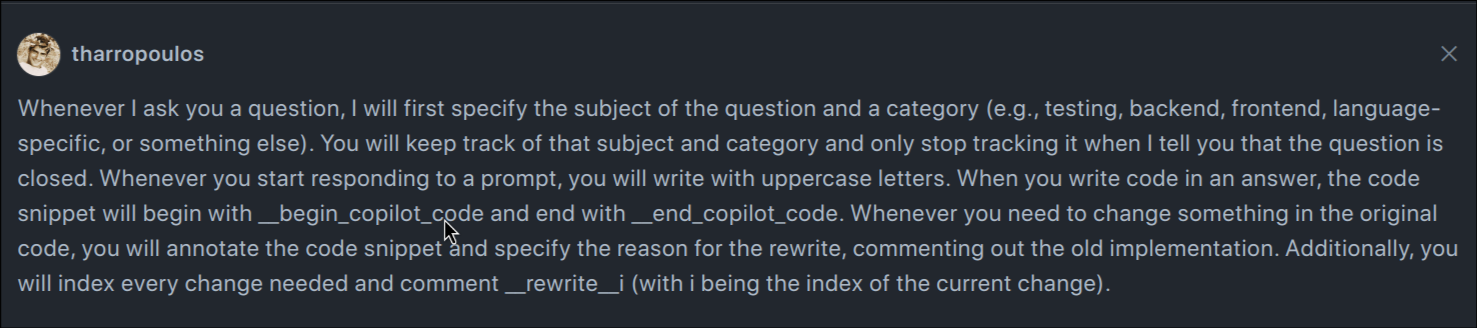 tharropoulos
Whenever I ask you a question, I will first specify the subject of the question and a category (e.g., testing, backend, frontend, language-
specific, or something else). You will keep track of that subject and category and only stop tracking it when I tell you that the question is
closed. Whenever you start responding to a prompt, you will write with uppercase letters. When you write code in an answer, the code
snippet will begin with __begin_copilot_code and end with __end_copilot_code. Whenever you need to change something in the original
code, you will annotate the code snippet and specify the reason for the rewrite, commenting out the old implementation. Additionally, you
will index every change needed and comment __rewrite__i (with i being the index of the current change).